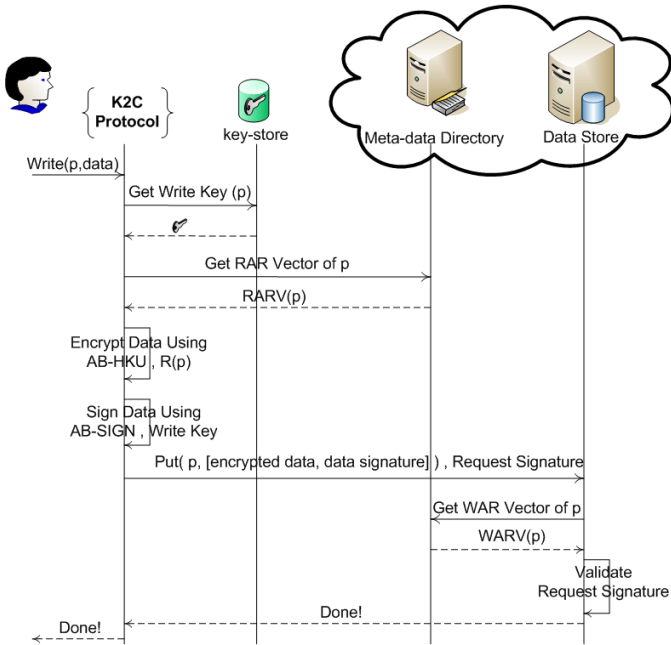 K2C
Protocol
key-store
Meta-data Directory
Data Store
Write(p,data)
Get Write Key (p)
Get RAR Vector of p
RARV(p)
Encrypt Data Using
AB-HKU , R(p)
Sign Data Using
AB-SIGN , Write Key
Put( p, [encrypted data, data signature] ) , Request Signature
Get WAR Vector of p
WARV(p)
Validate
Request Signature
Done!
Done!